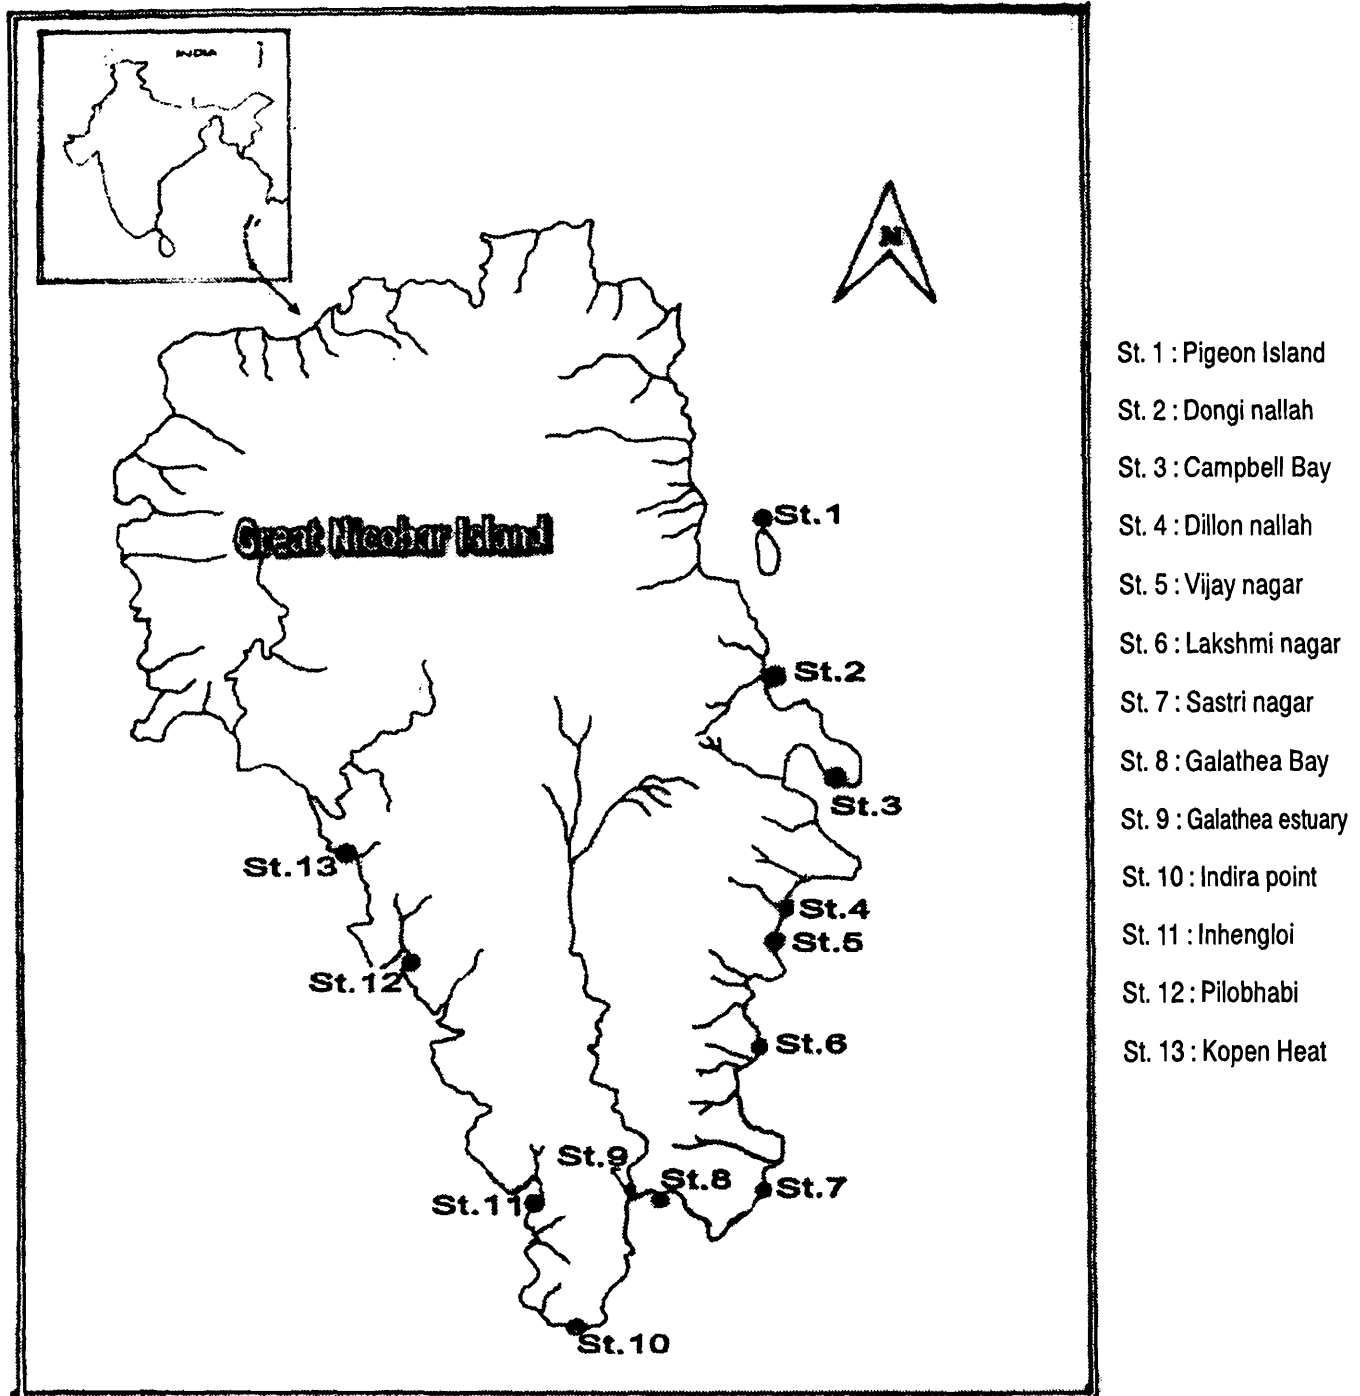 INDIA
N
Great Nicobar Island
St.1
St.2
St.3
St.13
St.4
St.5
St.12
St.6
St.9
St.8
St.7
St.11
St.10
St. 1 : Pigeon Island
St. 2 : Dongi nallah
St. 3 : Campbell Bay
St. 4 : Dillon nallah
St. 5 : Vijay nagar
St. 6 : Lakshmi nagar
St. 7 : Sastri nagar
St. 8 : Galathea Bay
St. 9 : Galathea estuary
St. 10 : Indira point
St. 11 : Inhengloi
St. 12 : Pilobhabi
St. 13 : Kopen Heat